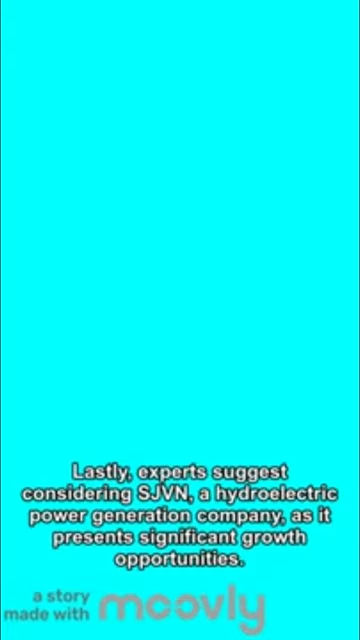 Lastly, experts suggest
considering SJVN, a hydroelectric
power generation company, as it
presents significant growth
opportunities.
a story
made with moovly